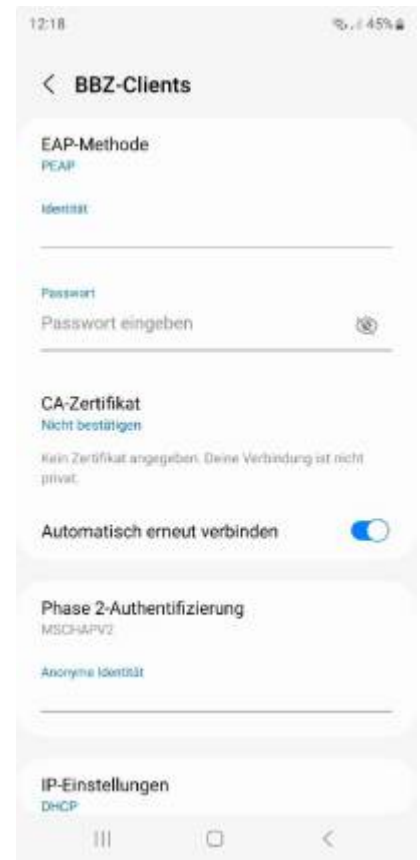 12:18
45%
BBZ-Clients
EAP-Methode
PEAP
Identität
Passwort
Passwort eingeben
CA-Zertifikat
Nicht bestätigen
Kein Zertifikat angegeben. Deine Verbindung ist nicht
privat.
Automatisch erneut verbinden
Phase 2-Authentifizierung
MSCHAPV2
Anonyme Identität
IP-Einstellungen
DHCP